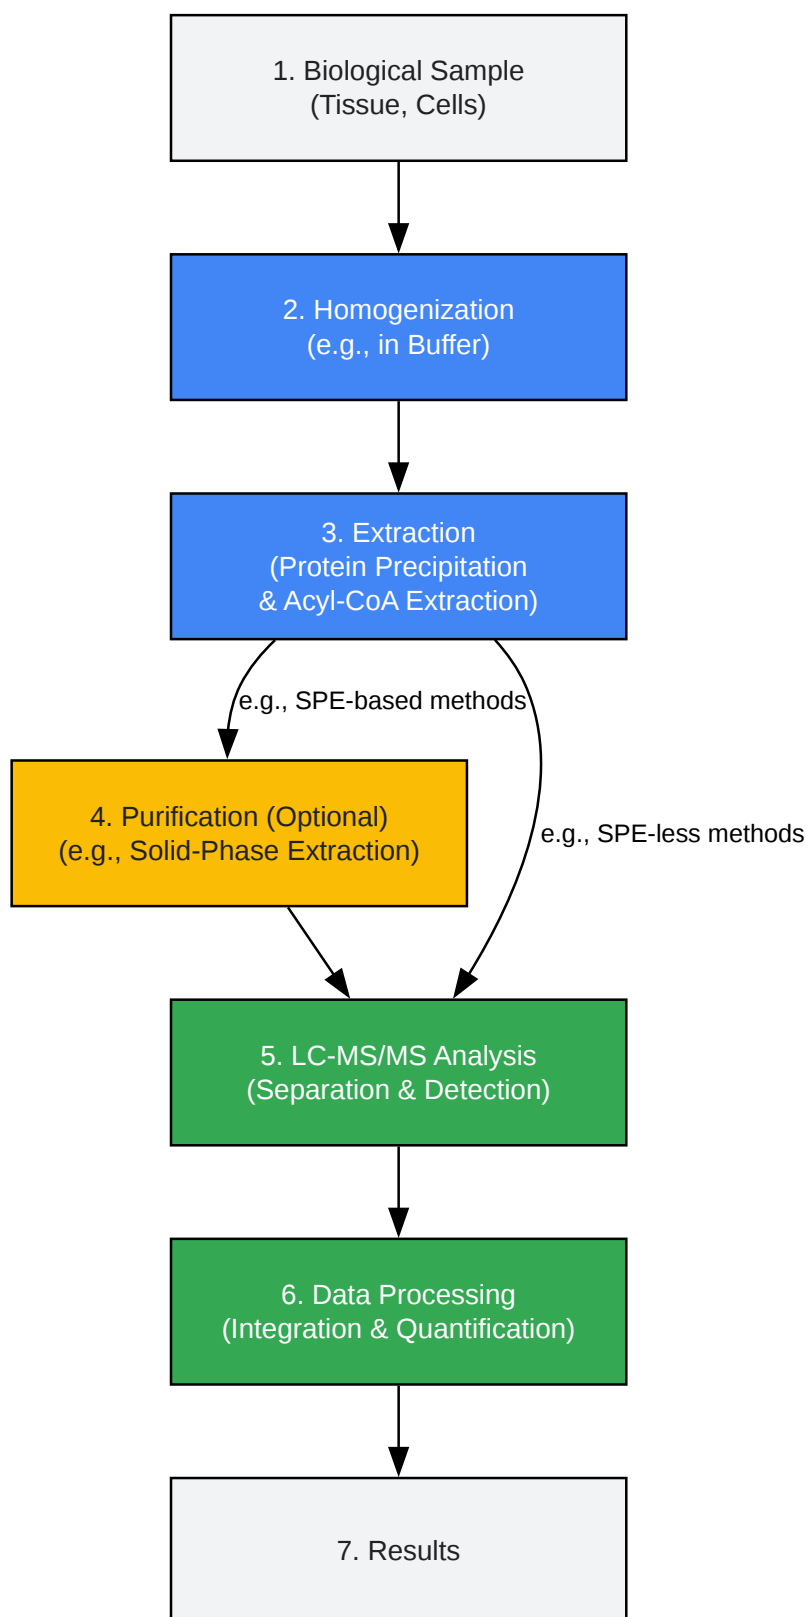 1. Biological Sample
(Tissue, Cells)
2. Homogenization
(e.g., in Buffer)
3. Extraction
(Protein Precipitation
& Acyl-CoA Extraction)
e.g., SPE-based methods
4. Purification (Optional)
(e.g., Solid-Phase Extraction)
e.g., SPE-less methods
5. LC-MS/MS Analysis
(Separation & Detection)
6. Data Processing
(Integration & Quantification)
7. Results